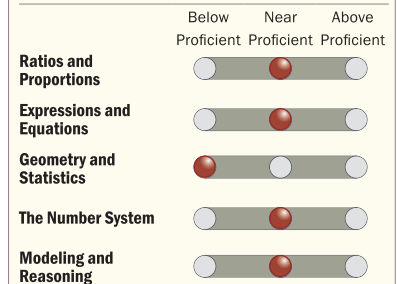 Below Near Above
Proficient Proficient Proficient
Ratios and
Proportions
Expressions and
Equations
Geometry and
Statistics
The Number System
Modeling and
Reasoning